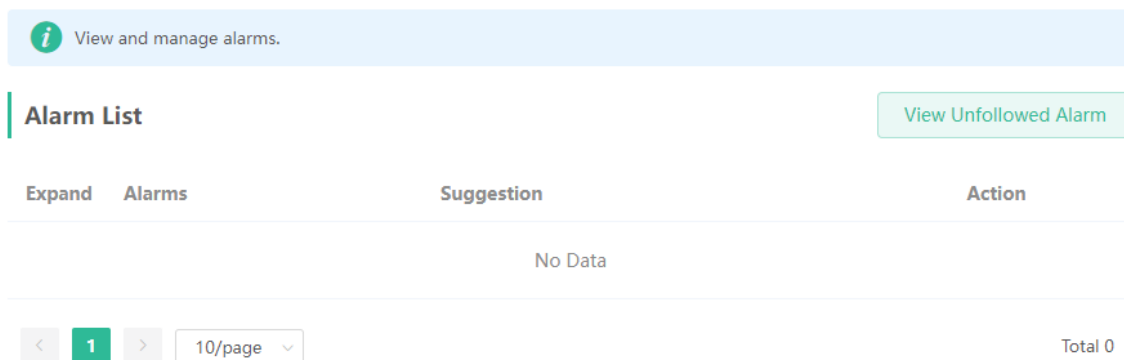 i View and manage alarms.
Alarm List View Unfollowed Alarm
Expand Alarms Suggestion Action
No Data
< 1 > 10/page Total 0